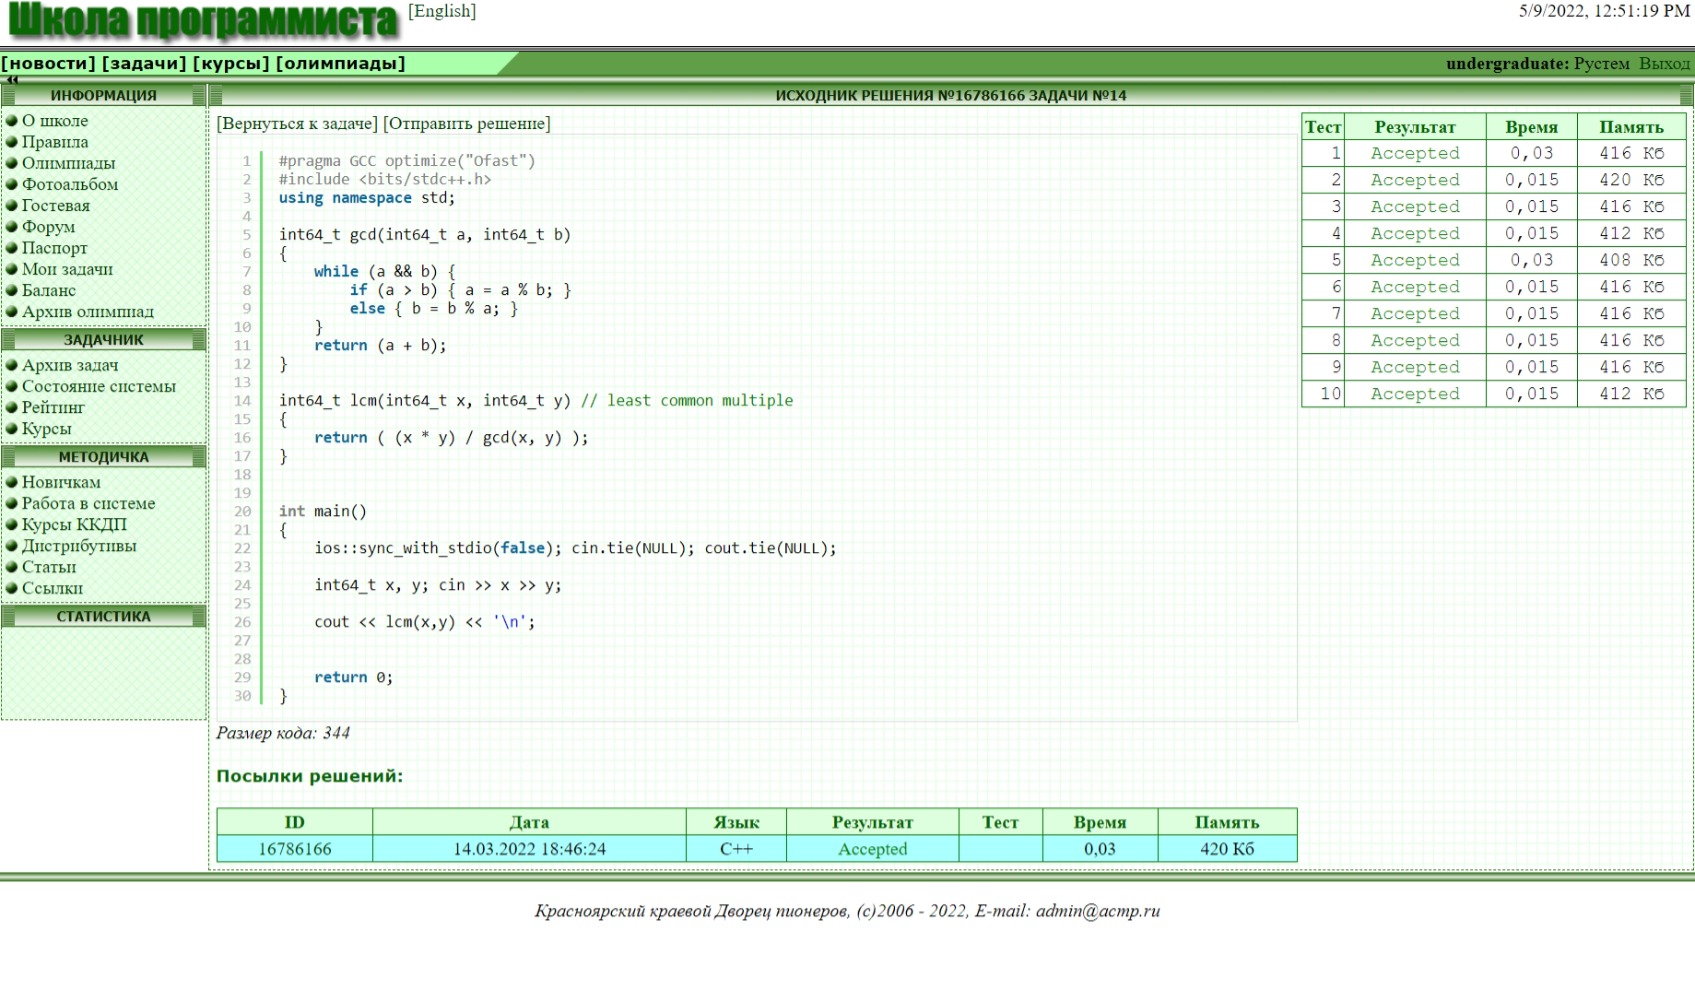 Школа программиста [English] 5/9/2022, 12:51:19 PM
[новости] [задачи] [курсы] [олимпиады] undergraduate: Рустем Выход
ИНФОРМАЦИЯ
О школе
Правила
Олимпиады
Фотоальбом
Гостевая
Форум
Паспорт
Мои задачи
Баланс
Архив олимпиад
ЗАДАЧНИК
Архив задач
Состояние системы
Рейтинг
Курсы
МЕТОДИЧКА
Новичкам
Работа в системе
Курсы ККДП
Дистрибутивы
Статьи
Ссылки
СТАТИСТИКА
ИСХОДНИК РЕШЕНИЯ №16786166 ЗАДАЧИ №14
[Вернуться к задаче] [Отправить решение]
1 #pragma GCC optimize("Ofast")
2 #include <bits/stdc++.h>
3 using namespace std;
4
5 int64_t gcd(int64_t a, int64_t b)
6 {
7     while (a && b) {
8         if (a > b) { a = a % b; }
9         else { b = b % a; }
10     }
11     return (a + b);
12 }
13
14 int64_t lcm(int64_t x, int64_t y) // least common multiple
15 {
16     return ( (x * y) / gcd(x, y) );
17 }
18
19
20 int main()
21 {
22     ios::sync_with_stdio(false); cin.tie(NULL); cout.tie(NULL);
23
24     int64_t x, y; cin >> x >> y;
25
26     cout << lcm(x,y) << '\n';
27
28
29     return 0;
30 }
Размер кода: 344
Посылки решений:
ID Дата Язык Результат Тест Время Память
16786166 14.03.2022 18:46:24 C++ Accepted 0,03 420 Кб
Тест Результат Время Память
1 Accepted 0,03 416 Кб
2 Accepted 0,015 420 Кб
3 Accepted 0,015 416 Кб
4 Accepted 0,015 412 Кб
5 Accepted 0,03 408 Кб
6 Accepted 0,015 416 Кб
7 Accepted 0,015 416 Кб
8 Accepted 0,015 416 Кб
9 Accepted 0,015 416 Кб
10 Accepted 0,015 412 Кб
Красноярский краевой Дворец пионеров, (c)2006 - 2022, E-mail: admin@acmp.ru